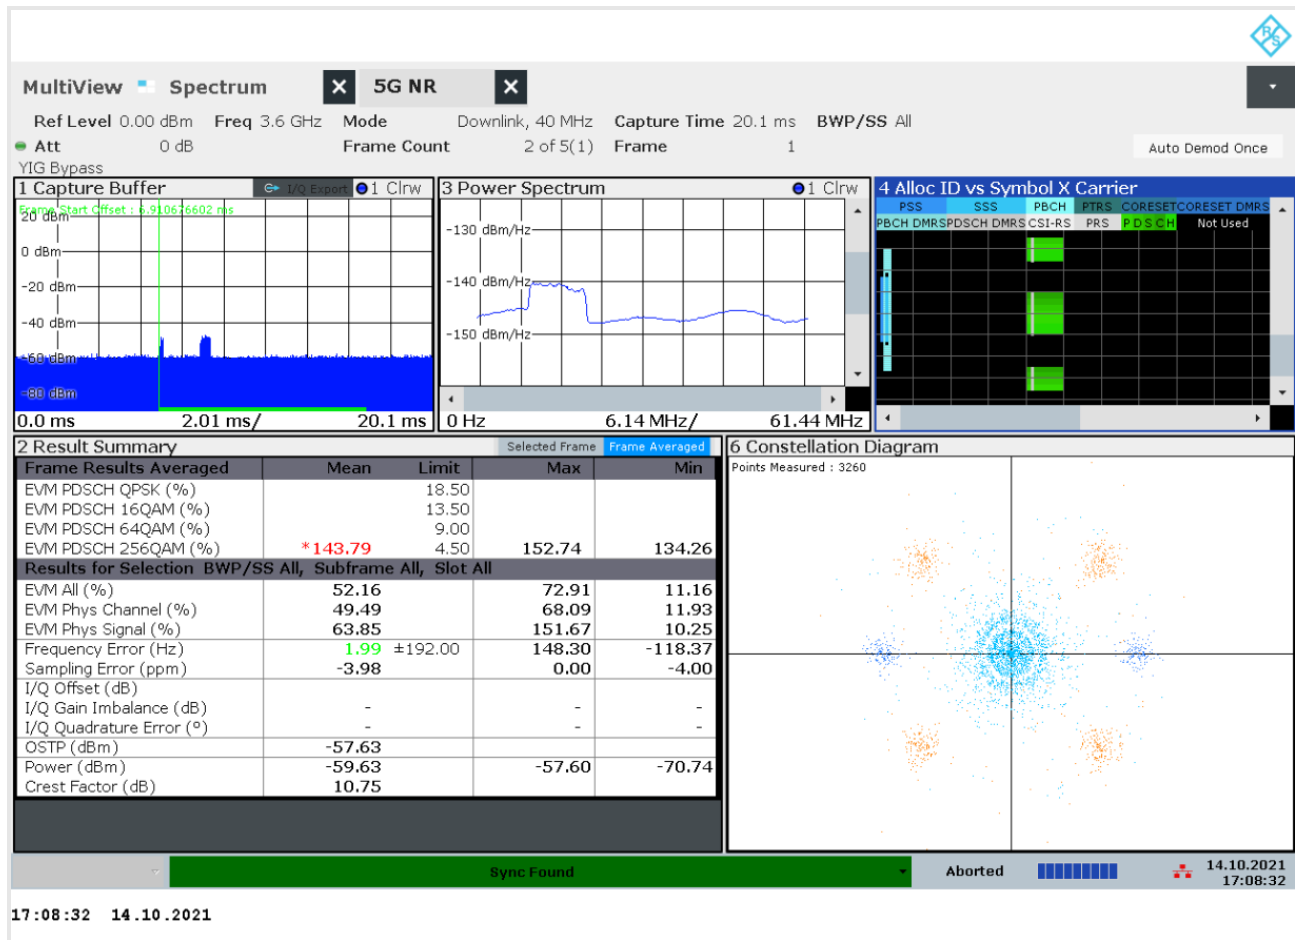 R&S
MultiView Spectrum X 5G NR X
Ref Level 0.00 dBm Freq 3.6 GHz Mode Downlink, 40 MHz Capture Time 20.1 ms BWP/SS All
Att 0 dB Frame Count 2 of 5(1) Frame 1
Auto Demod Once
YIG Bypass
1 Capture Buffer I/Q Export 1 Clrw
Frame Start Offset : 6.910676602 ms
20 dBm
0 dBm
-20 dBm
-40 dBm
-60 dBm
-80 dBm
0.0 ms 2.01 ms/ 20.1 ms
3 Power Spectrum 1 Clrw
-130 dBm/Hz
-140 dBm/Hz
-150 dBm/Hz
0 Hz 6.14 MHz/ 61.44 MHz
4 Alloc ID vs Symbol X Carrier
PSS SSS PBCH PTRS CORESET CORESET DMRS
PBCH DMRS PDSCH DMRS CSI-RS PRS PDSCH Not Used
2 Result Summary Selected Frame Frame Averaged
Frame Results Averaged Mean Limit Max Min
EVM PDSCH QPSK (%) 18.50
EVM PDSCH 16QAM (%) 13.50
EVM PDSCH 64QAM (%) 9.00
EVM PDSCH 256QAM (%) *143.79 4.50 152.74 134.26
Results for Selection BWP/SS All, Subframe All, Slot All
EVM All (%) 52.16 72.91 11.16
EVM Phys Channel (%) 49.49 68.09 11.93
EVM Phys Signal (%) 63.85 151.67 10.25
Frequency Error (Hz) 1.99 ±192.00 148.30 -118.37
Sampling Error (ppm) -3.98 0.00 -4.00
I/Q Offset (dB)
I/Q Gain Imbalance (dB) - - -
I/Q Quadrature Error (°) - - -
OSTP (dBm) -57.63
Power (dBm) -59.63 -57.60 -70.74
Crest Factor (dB) 10.75
6 Constellation Diagram
Points Measured : 3260
Sync Found Aborted 14.10.2021
17:08:32
17:08:32 14.10.2021